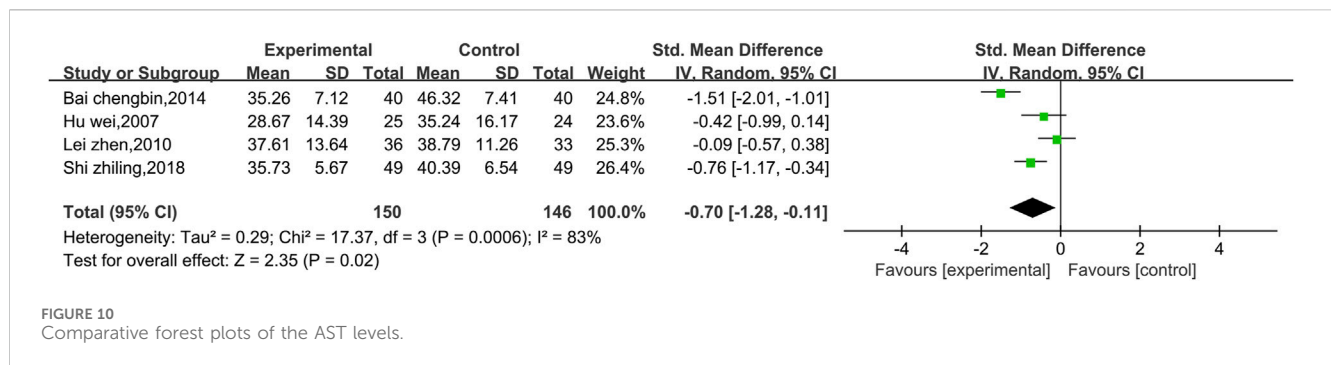 Experimental Control Std. Mean Difference Std. Mean Difference
Study or Subgroup Mean SD Total Mean SD Total Weight IV, Random, 95% CI IV, Random, 95% CI
Bai chengbin,2014 35.26 7.12 40 46.32 7.41 40 24.8% -1.51 [-2.01, -1.01]
Hu wei,2007 28.67 14.39 25 35.24 16.17 24 23.6% -0.42 [-0.99, 0.14]
Lei zhen,2010 37.61 13.64 36 38.79 11.26 33 25.3% -0.09 [-0.57, 0.38]
Shi zhiling,2018 35.73 5.67 49 40.39 6.54 49 26.4% -0.76 [-1.17, -0.34]
Total (95% CI) 150 146 100.0% -0.70 [-1.28, -0.11]
Heterogeneity: Tau² = 0.29; Chi² = 17.37, df = 3 (P = 0.0006); I² = 83%
Test for overall effect: Z = 2.35 (P = 0.02)
-4 -2 0 2 4
Favours [experimental] Favours [control]
FIGURE 10
Comparative forest plots of the AST levels.